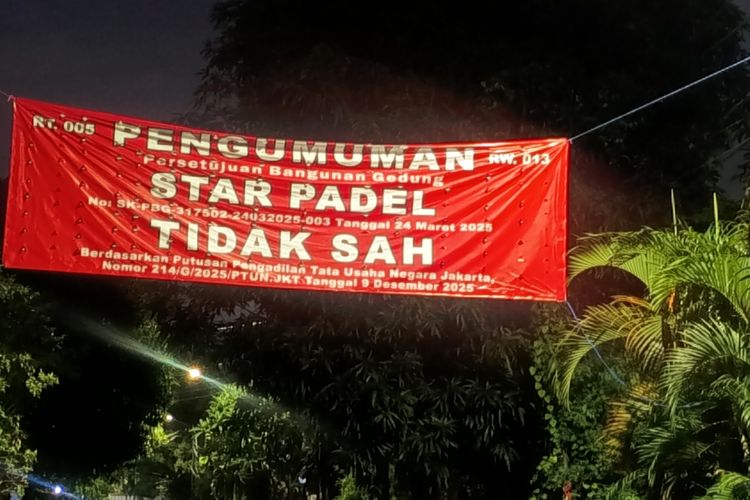 RT. 005 PENGUMUMAN RW. 013
Persetujuan Bangunan Gedung
STAR PADEL
No: SK-PBG-317502-24032025-003 Tanggal 24 Maret 2025
TIDAK SAH
Berdasarkan Putusan Pengadilan Tata Usaha Negara Jakarta,
Nomor 214/G/2025/PTUN.JKT Tanggal 9 Desember 2025